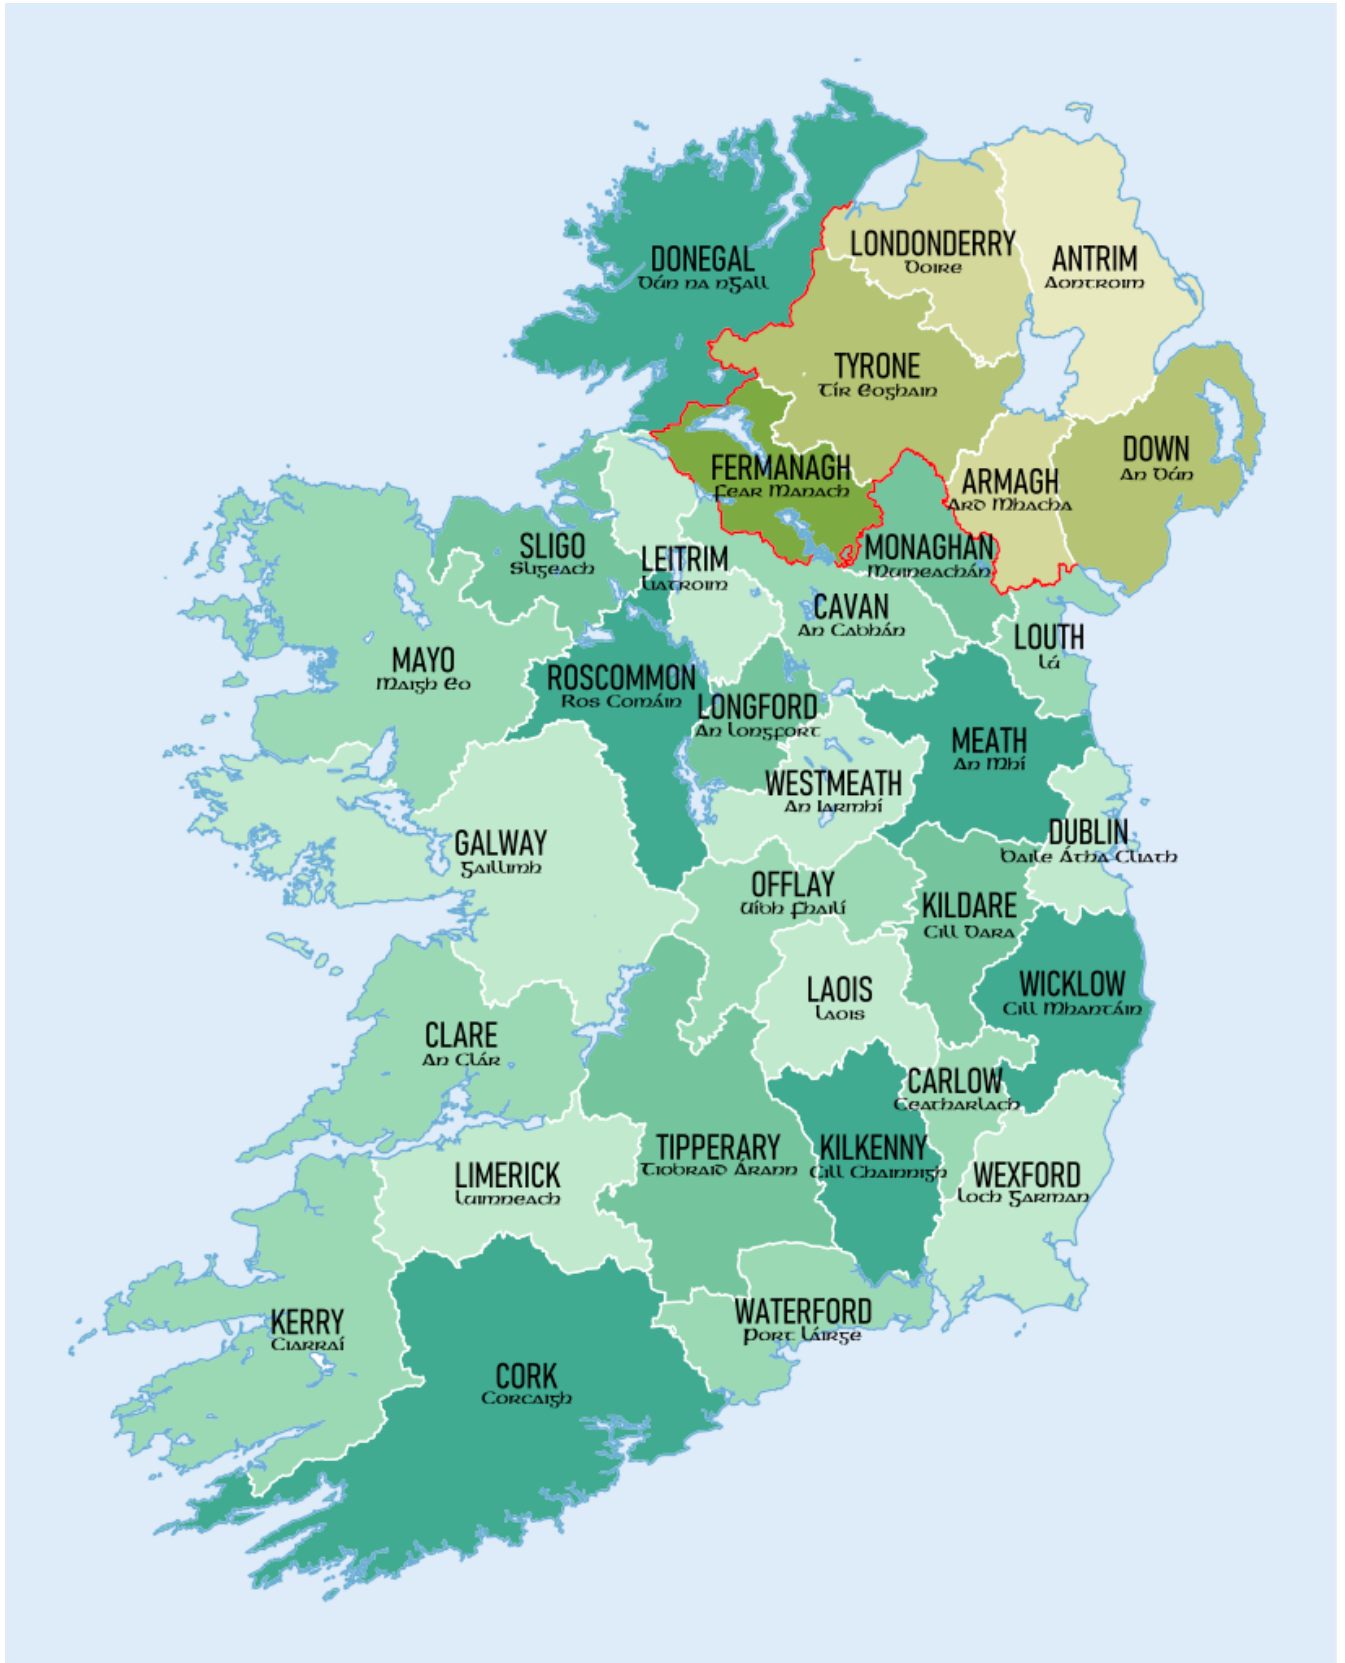 DONEGAL
Dún na nGall
LONDONDERRY
Doire
ANTRIM
Aontroim
TYRONE
Tír Eoghain
FERMANAGH
Fear Manach
ARMAGH
Ard Mhacha
DOWN
An Dún
MONAGHAN
Muineachán
SLIGO
Sligeach
LEITRIM
Liatroim
CAVAN
An Cabhán
LOUTH
Lú
MAYO
Maigh Eo
ROSCOMMON
Ros Comáin
LONGFORD
An Longfort
MEATH
An Mhí
WESTMEATH
An Iarmhí
DUBLIN
Baile Átha Cliath
GALWAY
Gaillimh
OFFLAY
Uíbh Fhailí
KILDARE
Cill Dara
WICKLOW
Cill Mhantáin
LAOIS
Laois
CLARE
An Clár
CARLOW
Ceatharlach
TIPPERARY
Tiobraid Árann
KILKENNY
Cill Chainnigh
LIMERICK
Luimneach
WEXFORD
Loch Garman
KERRY
Ciarraí
WATERFORD
Port Láirge
CORK
Corcaigh